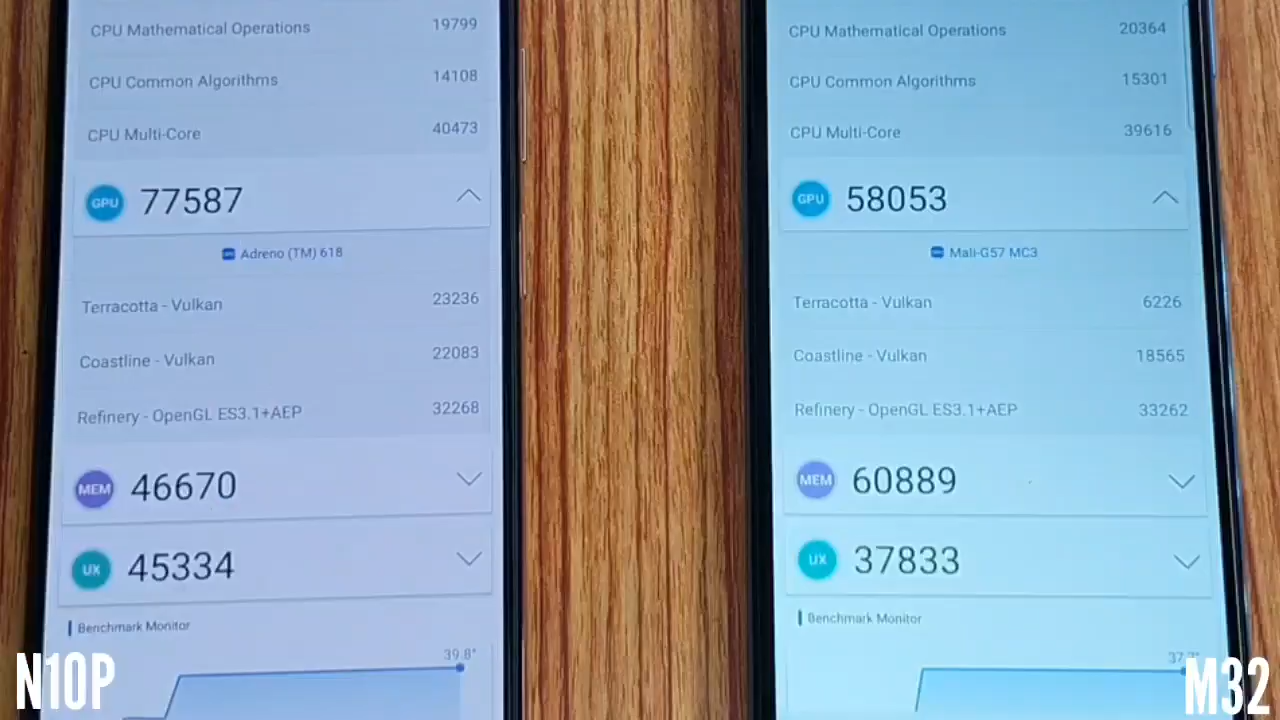 CPU Mathematical Operations 19799
CPU Common Algorithms 14108
CPU Multi-Core 40473
GPU 77587
Adreno (TM) 618
Terracotta - Vulkan 23236
Coastline - Vulkan 22083
Refinery - OpenGL ES3.1+AEP 32268
MEM 46670
UX 45334
Benchmark Monitor
39.8°
N10P
CPU Mathematical Operations 20364
CPU Common Algorithms 15301
CPU Multi-Core 39616
GPU 58053
Mali-G57 MC3
Terracotta - Vulkan 6226
Coastline - Vulkan 18565
Refinery - OpenGL ES3.1+AEP 33262
MEM 60889
UX 37833
Benchmark Monitor
M32